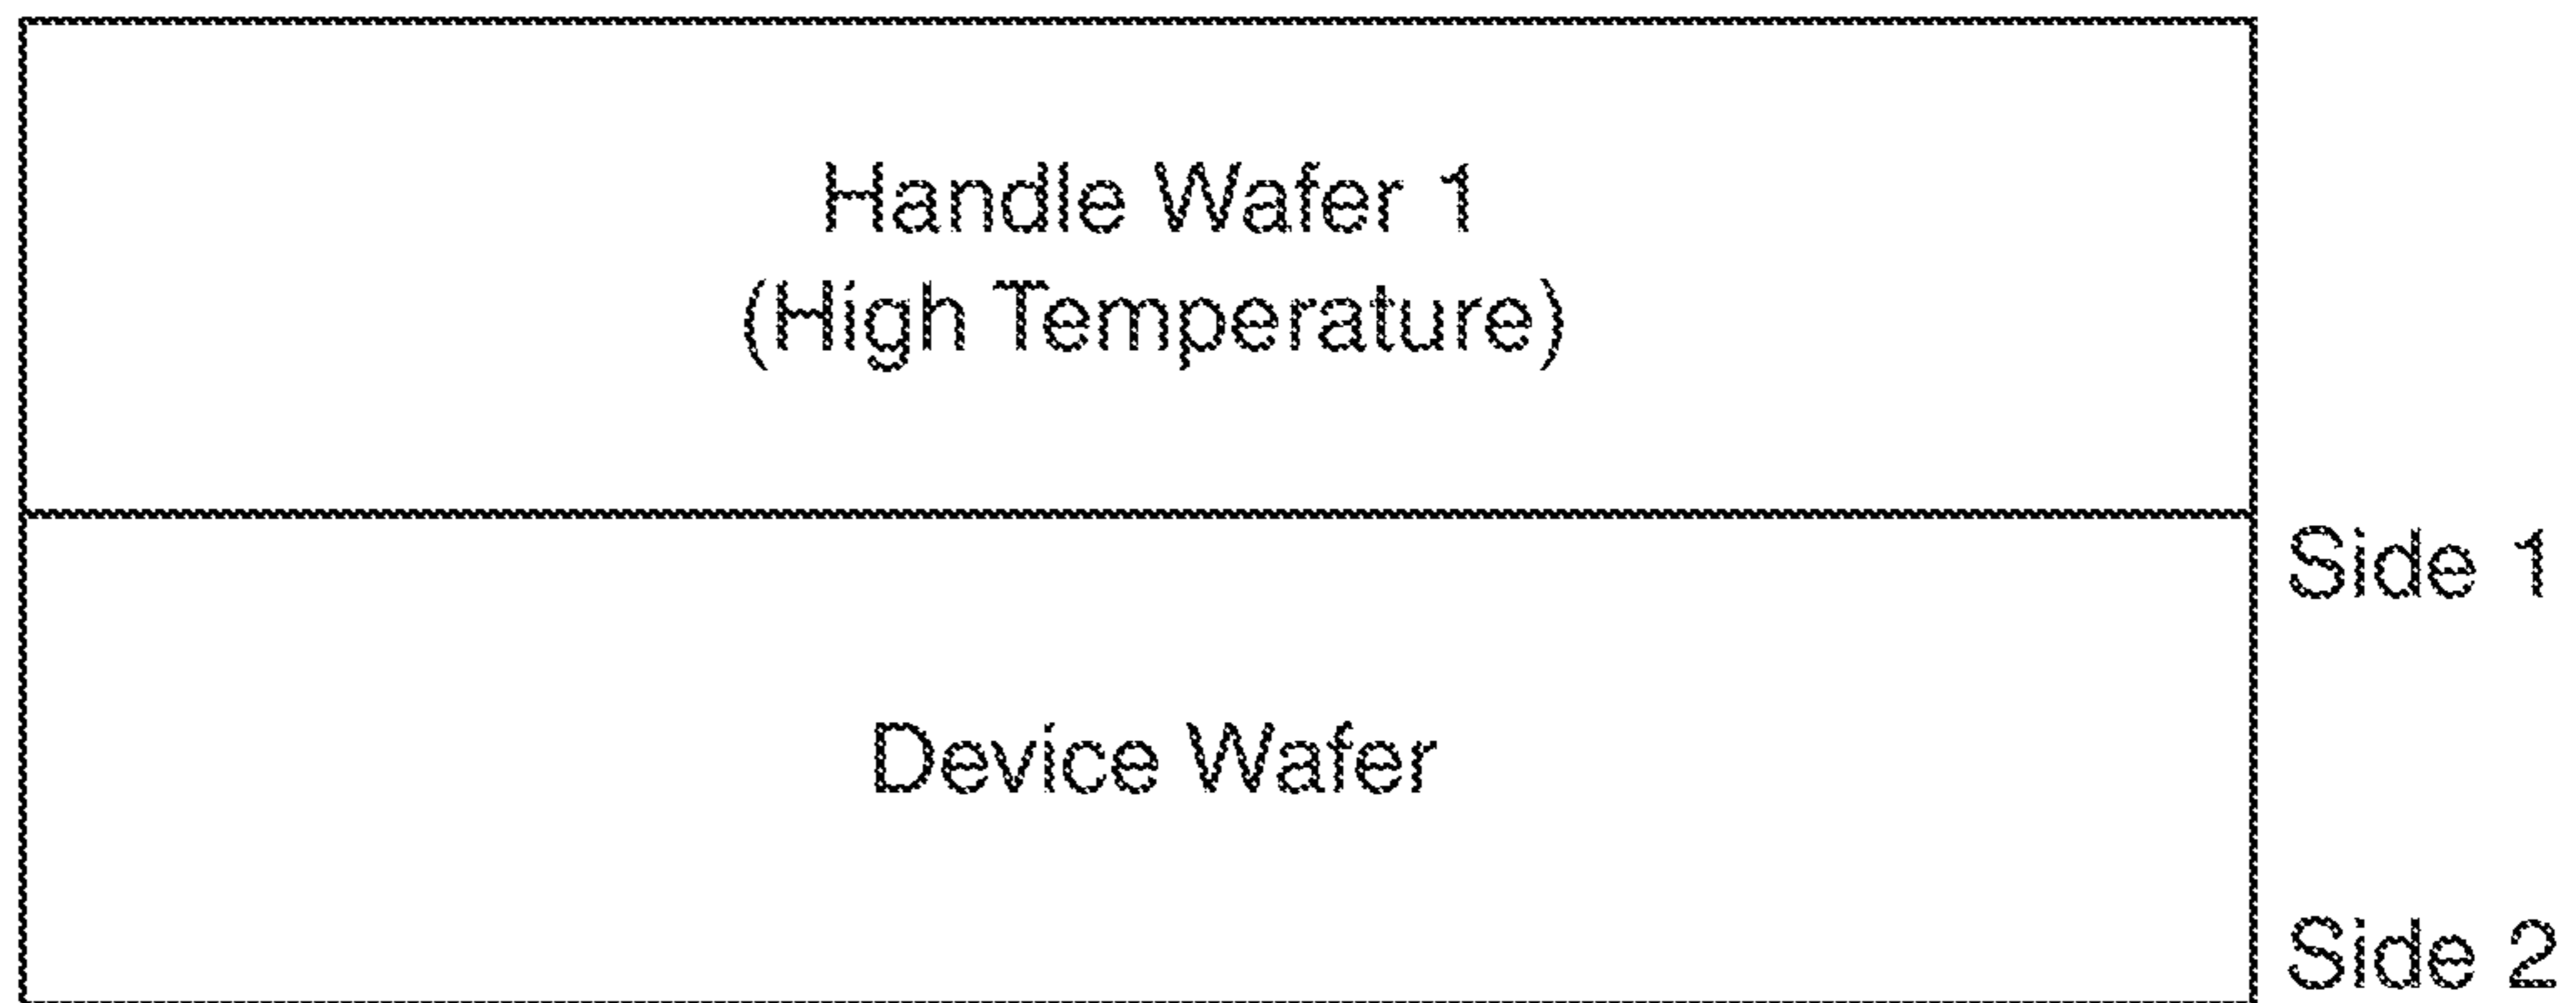 Handle Wafer 1
(High Temperature)
Side 1
Device Wafer
Side 2